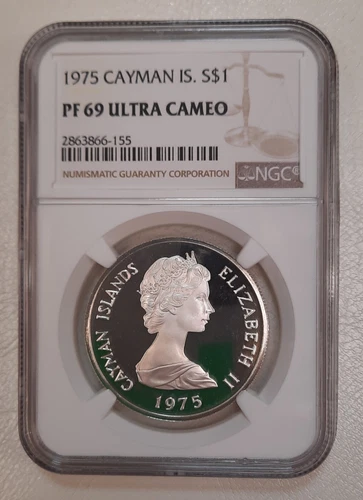 1975 CAYMAN IS. S$1
PF 69 ULTRA CAMEO
2863866-155
NUMISMATIC GUARANTY CORPORATION
NGC®
CAYMAN ISLANDS
ELIZABETH II
1975